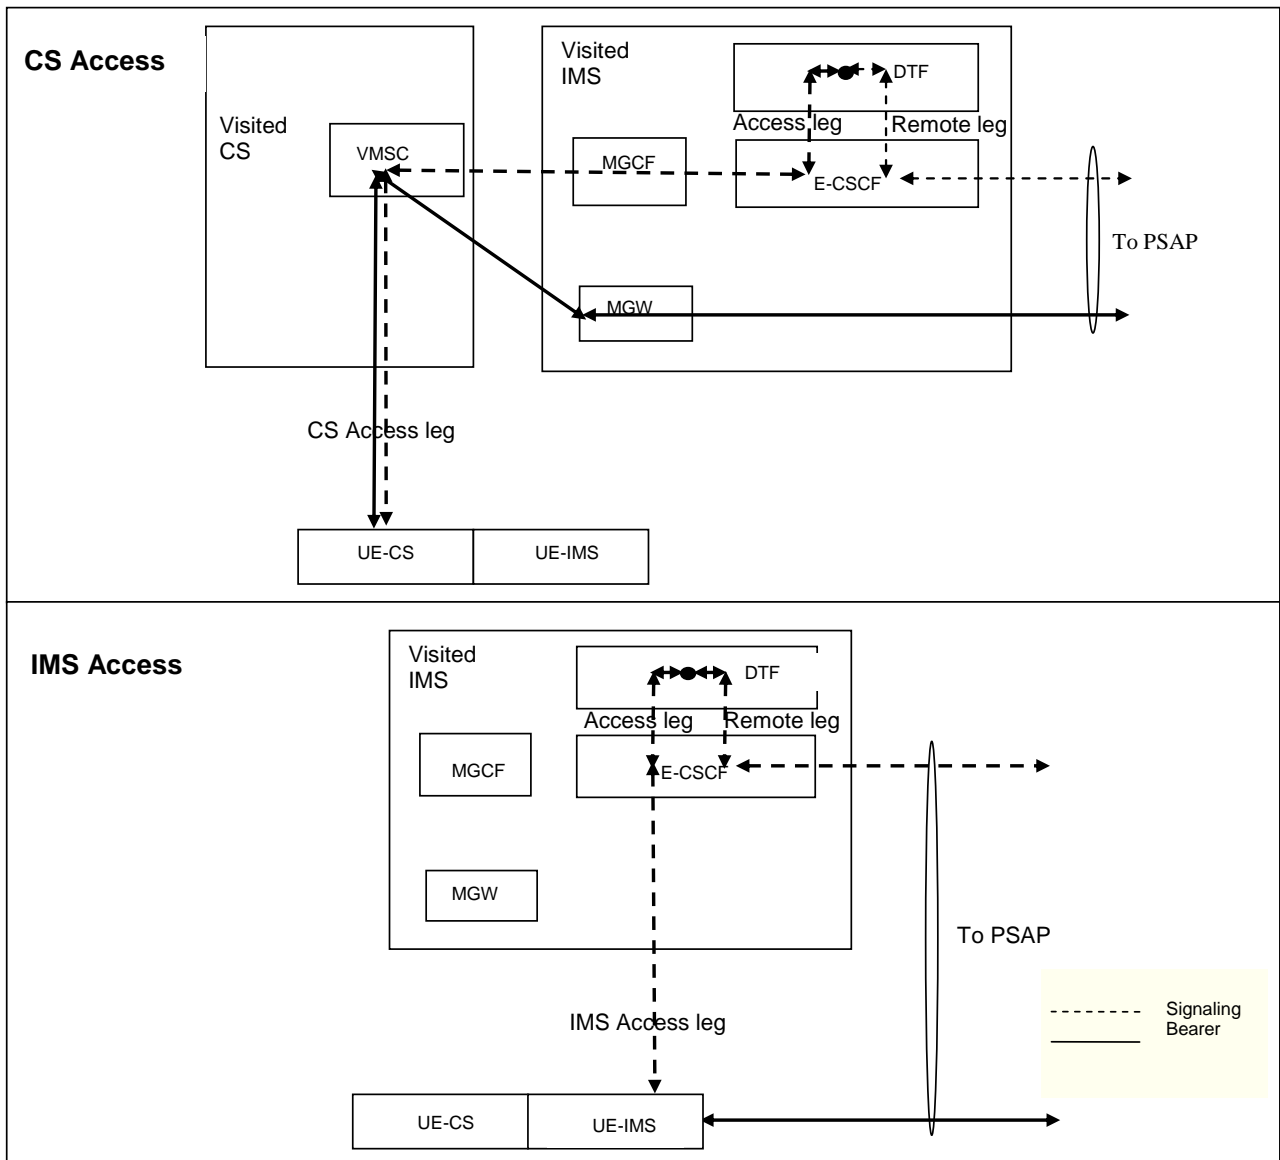 CS Access
Visited
CS
VMSC
Visited
IMS
DTF
Access leg
Remote leg
MGCF
E-CSCF
To PSAP
MGW
CS Access leg
UE-CS
UE-IMS
IMS Access
Visited
IMS
DTF
Access leg
Remote leg
MGCF
E-CSCF
MGW
To PSAP
IMS Access leg
Signaling
Bearer
UE-CS
UE-IMS